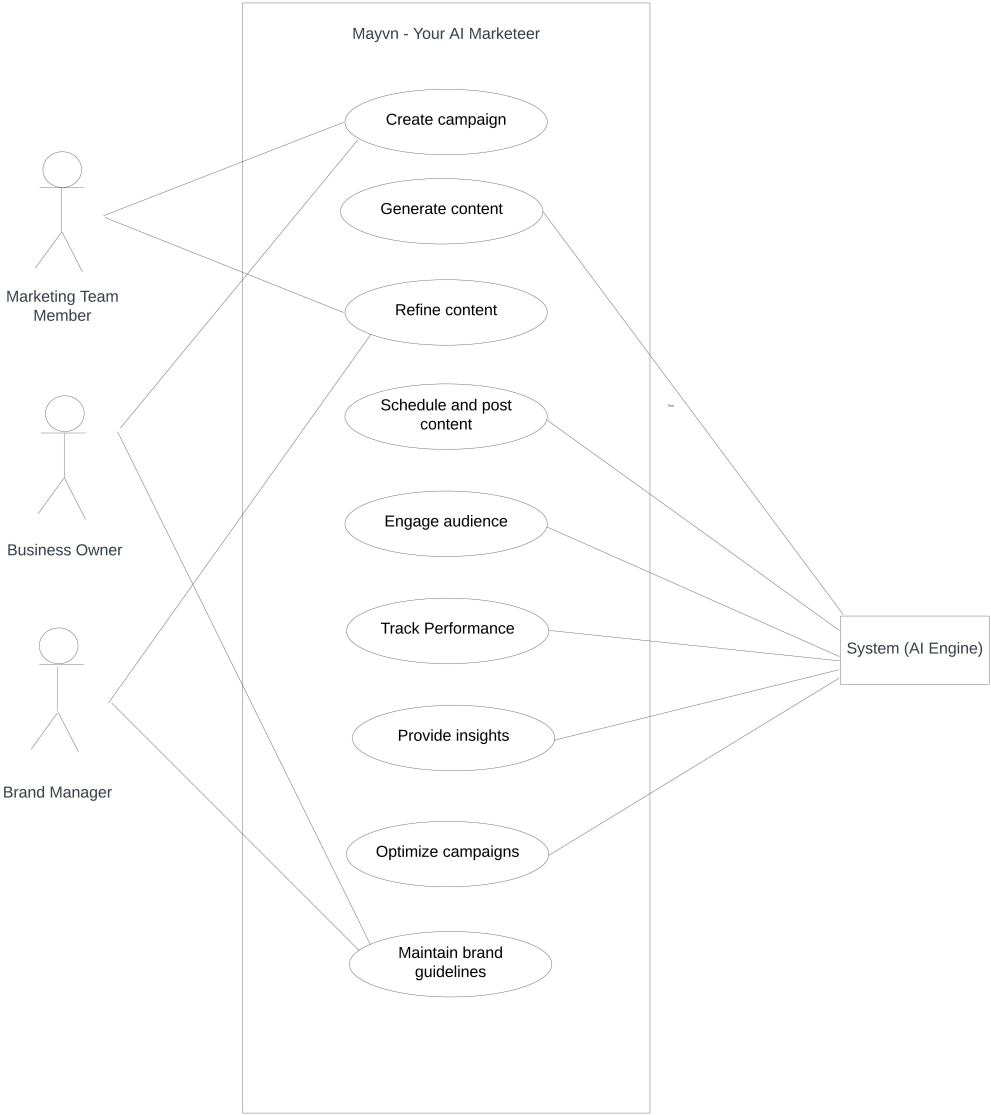 Mayvn - Your AI Marketeer
Create campaign
Generate content
Refine content
Marketing Team
Member
Schedule and post
content
Engage audience
Business Owner
Track Performance
System (AI Engine)
Provide insights
Brand Manager
Optimize campaigns
Maintain brand
guidelines